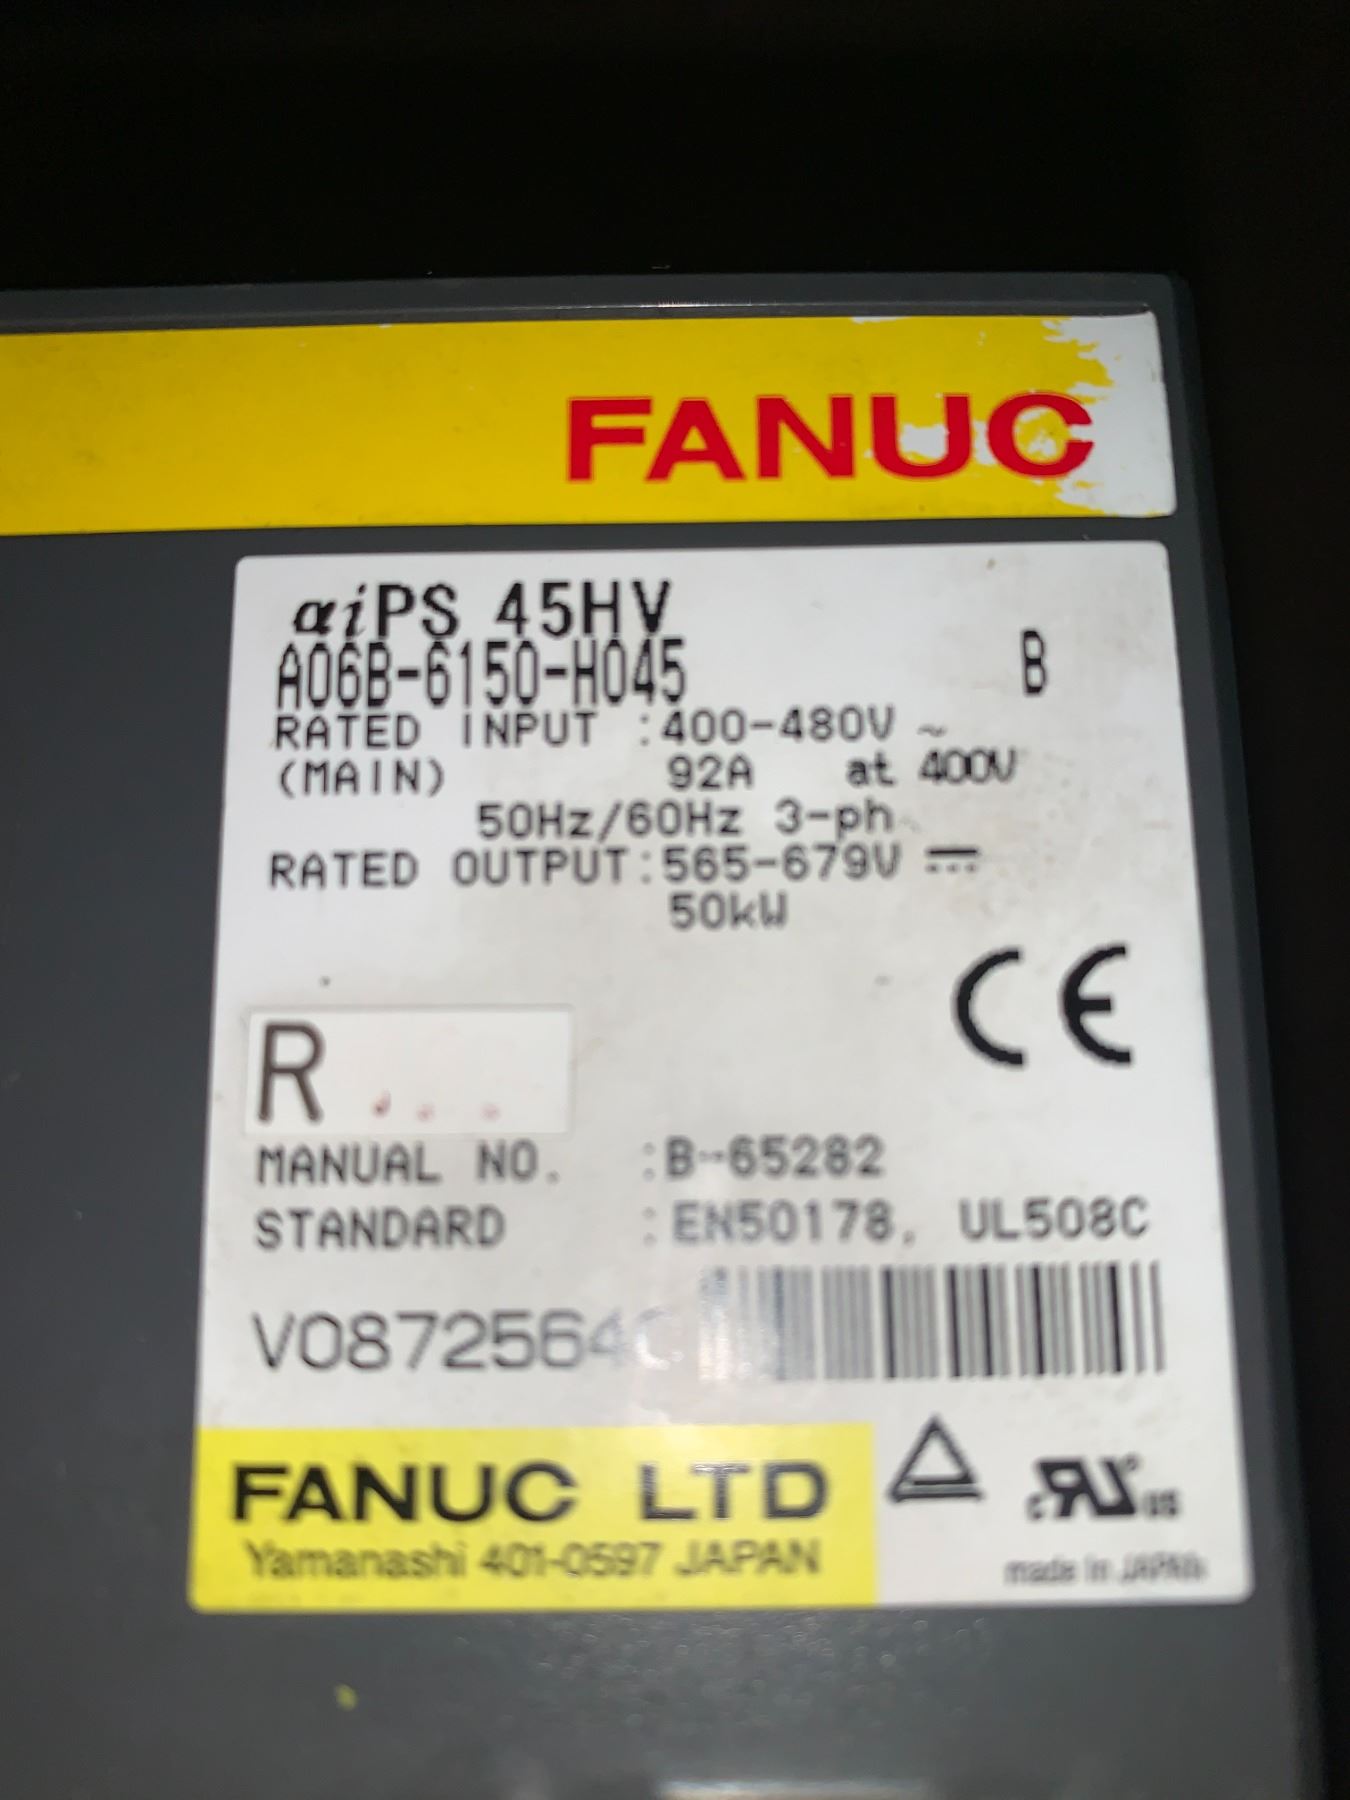 FANUC
αiPS 45HV
A06B-6150-H045 B
RATED INPUT :400-480V ~
(MAIN) 92A at 400V
50Hz/60Hz 3-ph
RATED OUTPUT:565-679V ⎓
50kW
CE
R
MANUAL NO. :B-65282
STANDARD :EN50178, UL508C
V0872564C
FANUC LTD
Yamanashi 401-0597 JAPAN
c RU US
made in JAPAN